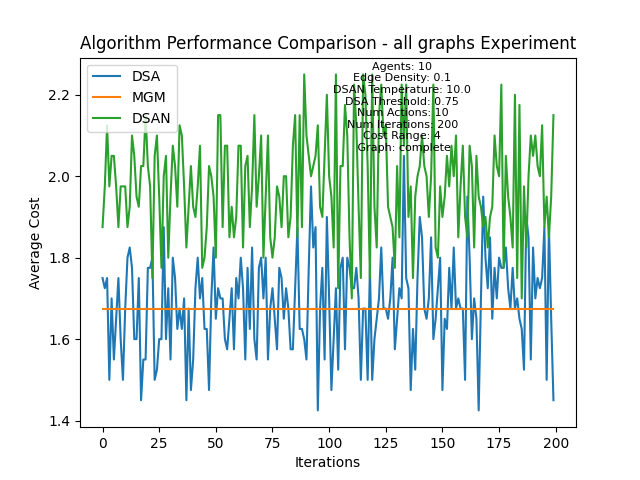 Algorithm Performance Comparison - all graphs Experiment
DSA
MGM
DSAN
Agents: 10
Edge Density: 0.1
DSAN Temperature: 10.0
DSA Threshold: 0.75
Num Actions: 10
Num Iterations: 200
Cost Range: 4
Graph: complete
Average Cost
2.2
2.0
1.8
1.6
1.4
0 25 50 75 100 125 150 175 200
Iterations